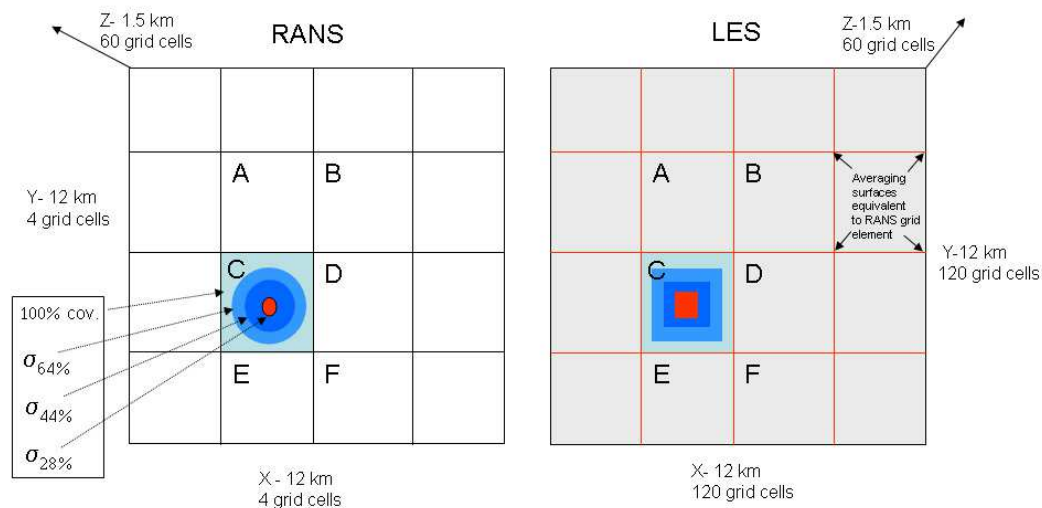 Z- 1.5 km
60 grid cells
RANS
LES
Z-1.5 km
60 grid cells
A
B
Y- 12 km
4 grid cells
C
D
E
F
100% cov.
σ64%
σ44%
σ28%
X - 12 km
4 grid cells
A
B
Averaging
surfaces
equivalent
to RANS grid
element
C
D
E
F
Y-12 km
120 grid cells
X- 12 km
120 grid cells